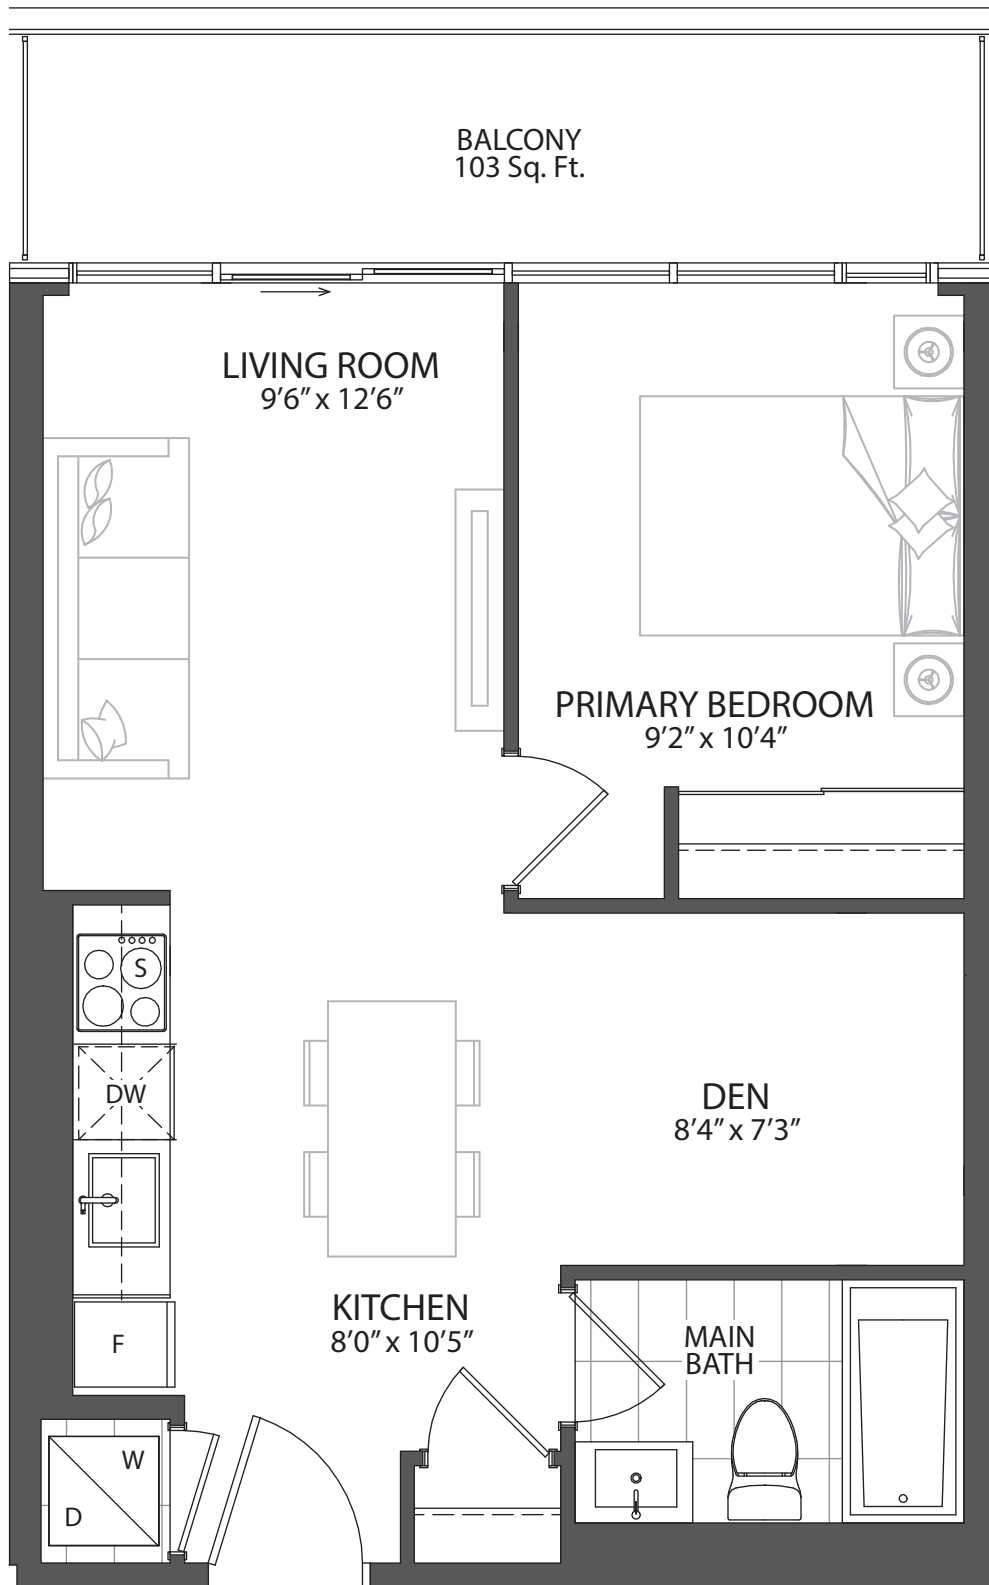 BALCONY
103 Sq. Ft.
LIVING ROOM
9’6” x 12’6”
PRIMARY BEDROOM
9’2” x 10’4”
S
DW
DEN
8’4” x 7’3”
KITCHEN
8’0” x 10’5”
F
MAIN
BATH
W
D